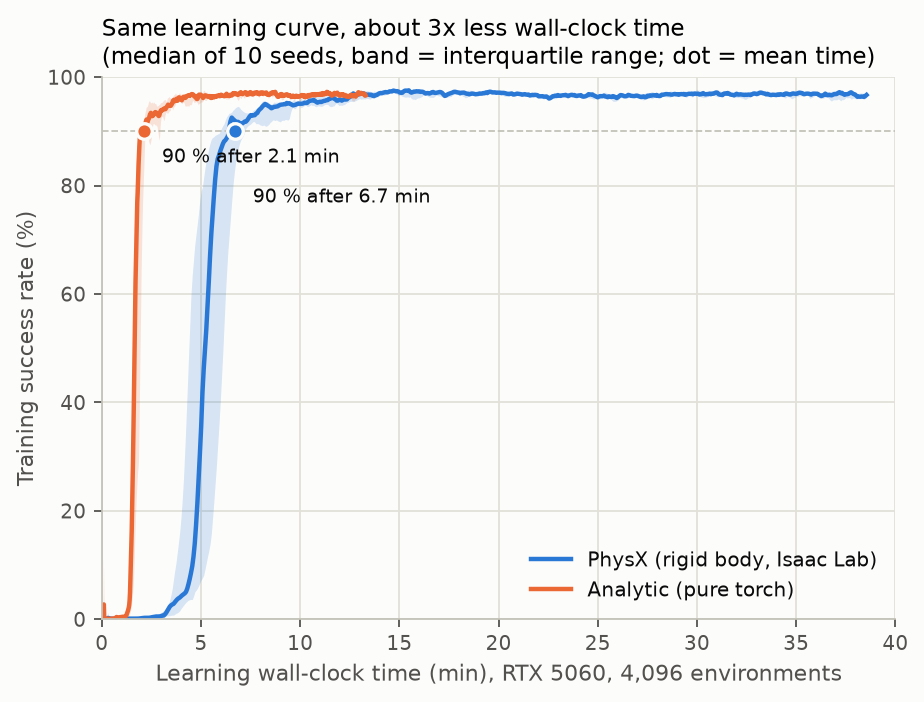 Same learning curve, about 3x less wall-clock time
(median of 10 seeds, band = interquartile range; dot = mean time)
100
80
60
40
20
0
Training success rate (%)
90 % after 2.1 min
90 % after 6.7 min
PhysX (rigid body, Isaac Lab)
Analytic (pure torch)
0 5 10 15 20 25 30 35 40
Learning wall-clock time (min), RTX 5060, 4,096 environments